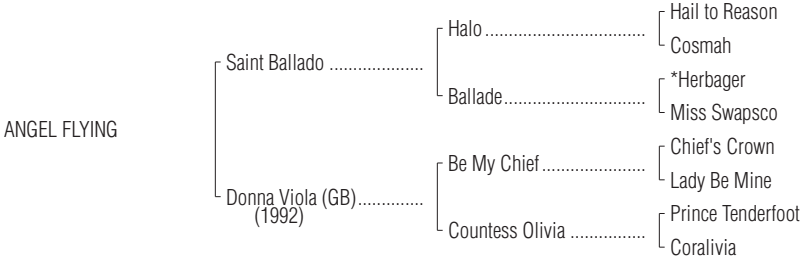 Hail to Reason
Halo
Cosmah
Saint Ballado
*Herbager
Ballade
Miss Swapsco
ANGEL FLYING
Chief's Crown
Be My Chief
Lady Be Mine
Donna Viola (GB)
(1992)
Prince Tenderfoot
Countess Olivia
Coralivia